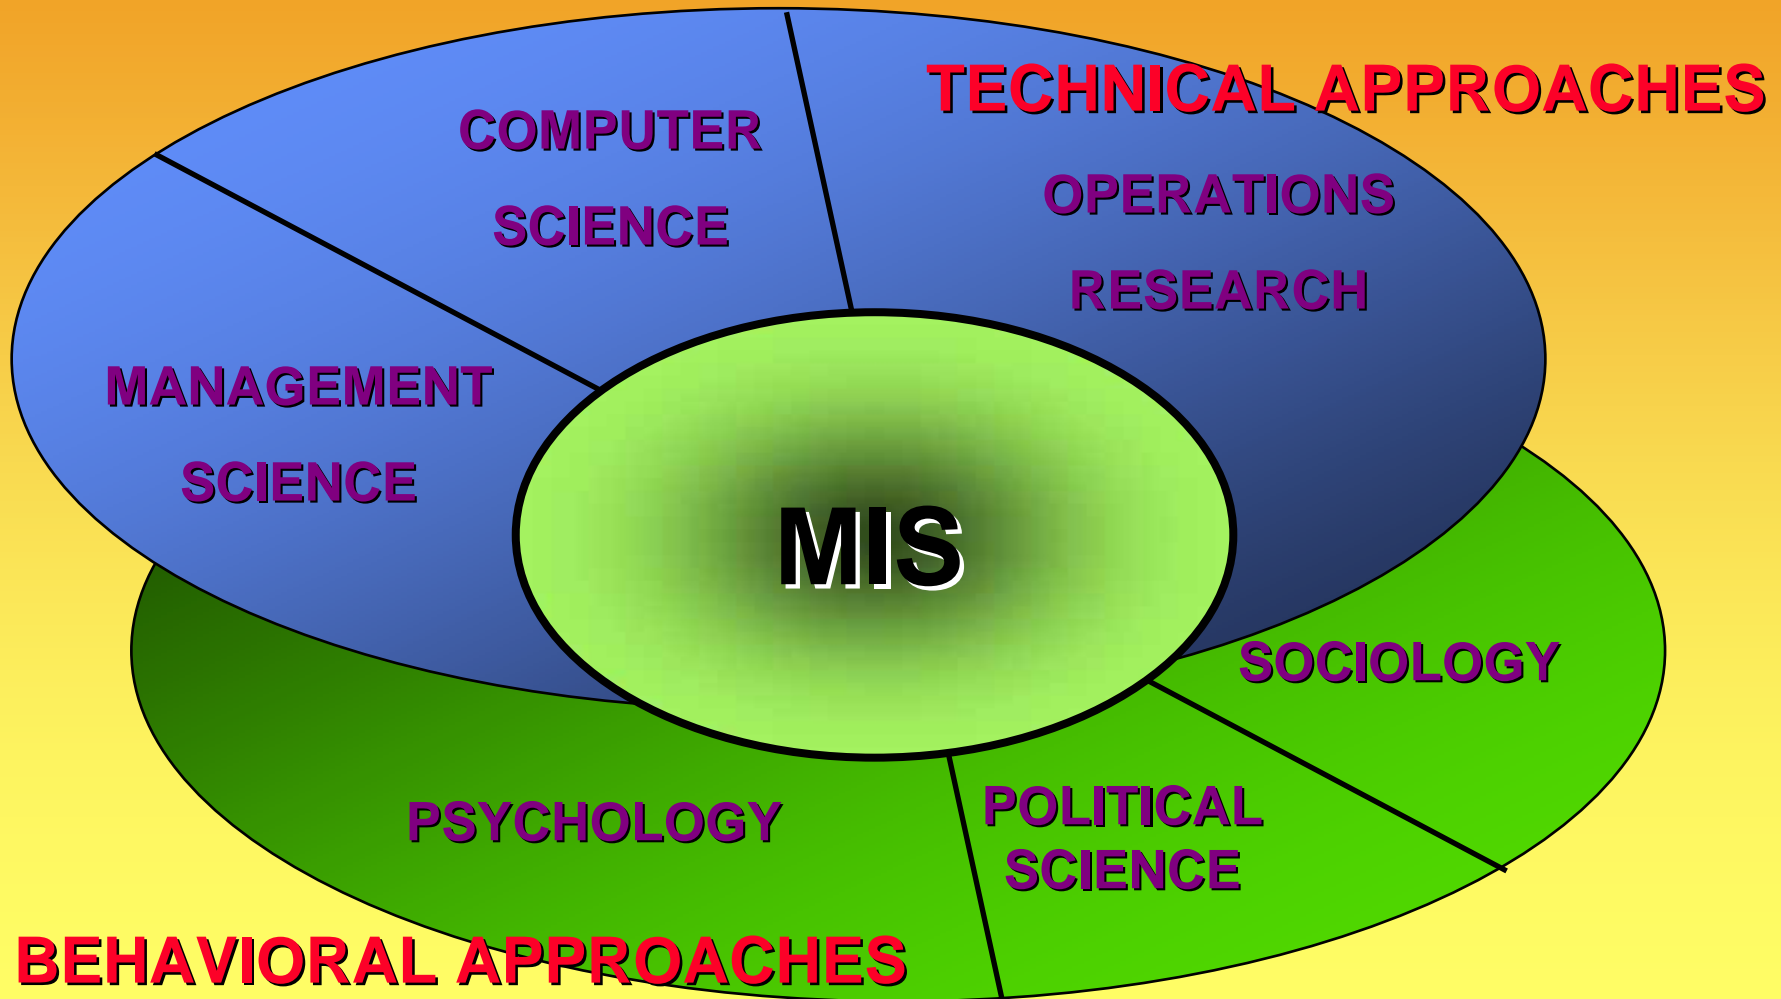 TECHNICAL APPROACHES
COMPUTER
SCIENCE
OPERATIONS
RESEARCH
MANAGEMENT
SCIENCE
MIS
SOCIOLOGY
PSYCHOLOGY
POLITICAL
SCIENCE
BEHAVIORAL APPROACHES